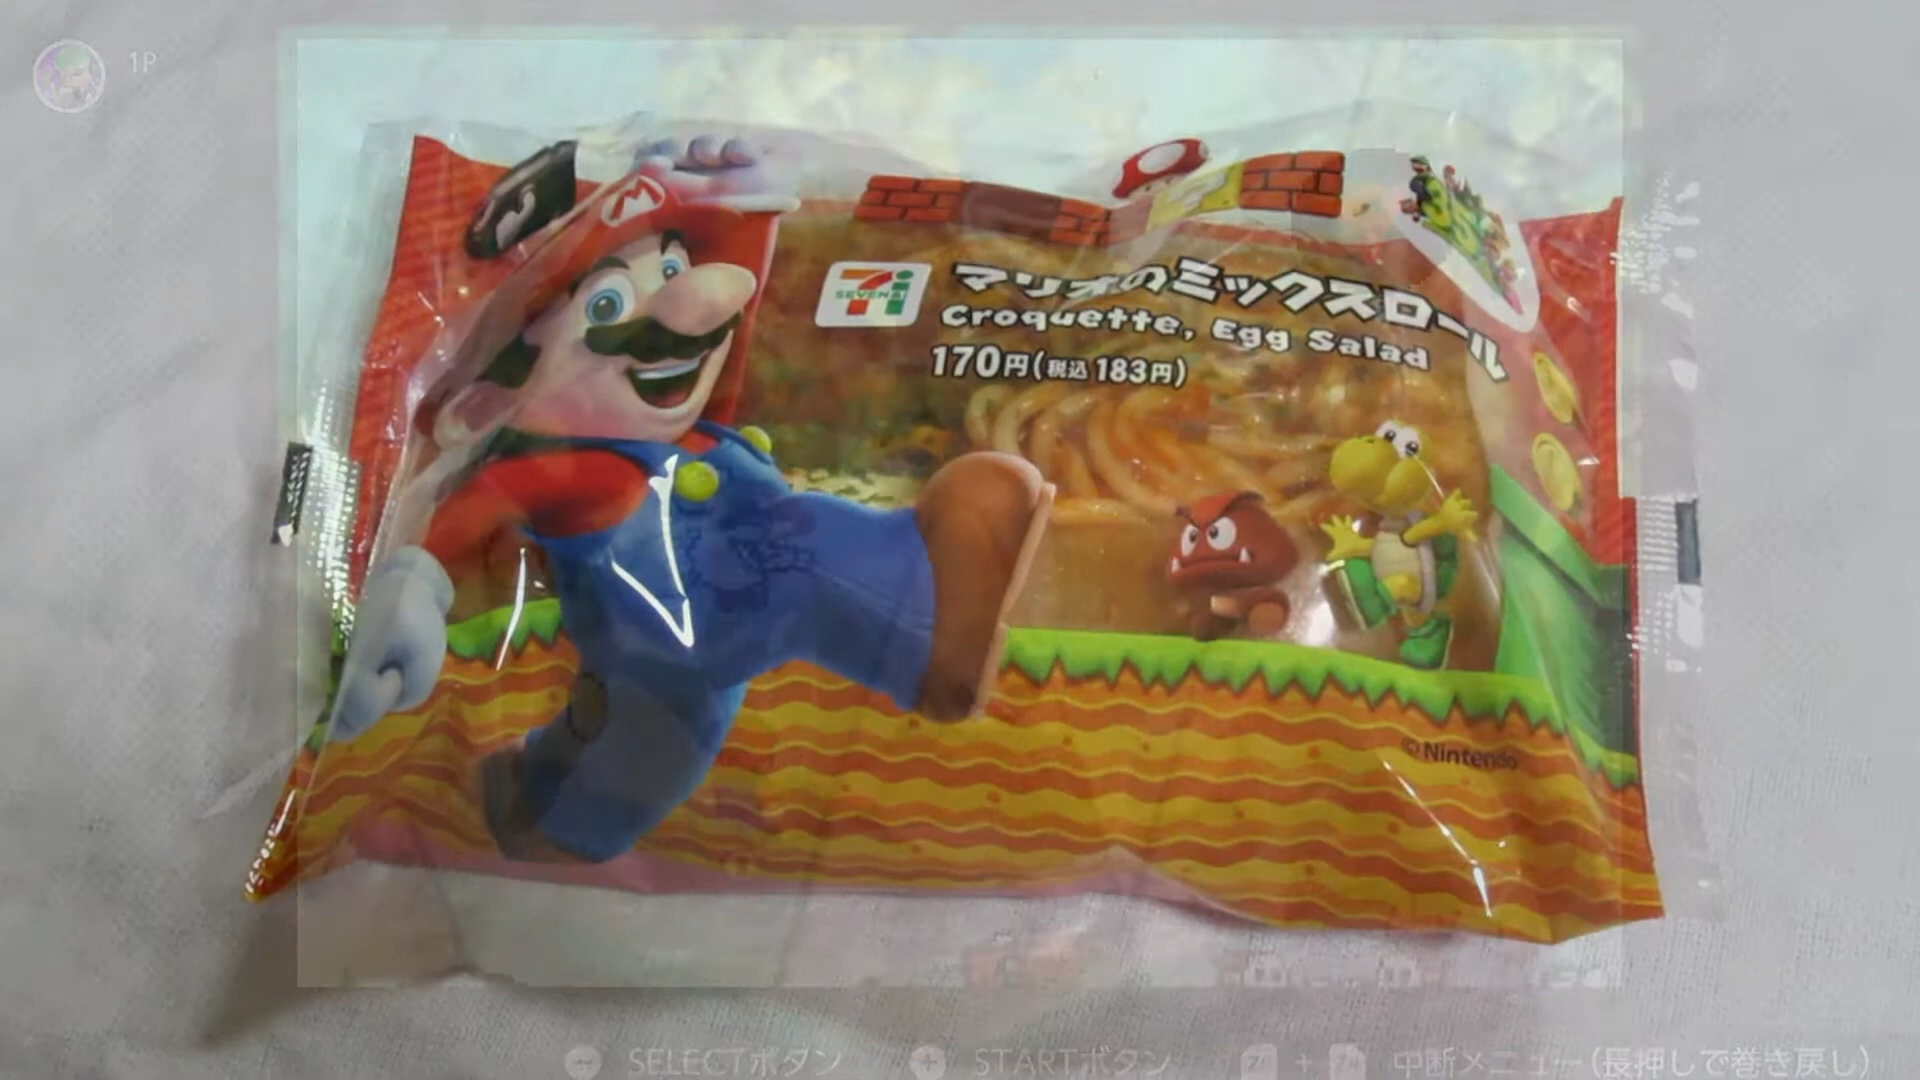 1P
M
7i
SEVEN & i
マリオのミックスロール
Croquette, Egg Salad
170円(税込183円)
35
© Nintendo
SELECTボタン
STARTボタン
+
中断メニュー(長押しで巻き戻し)